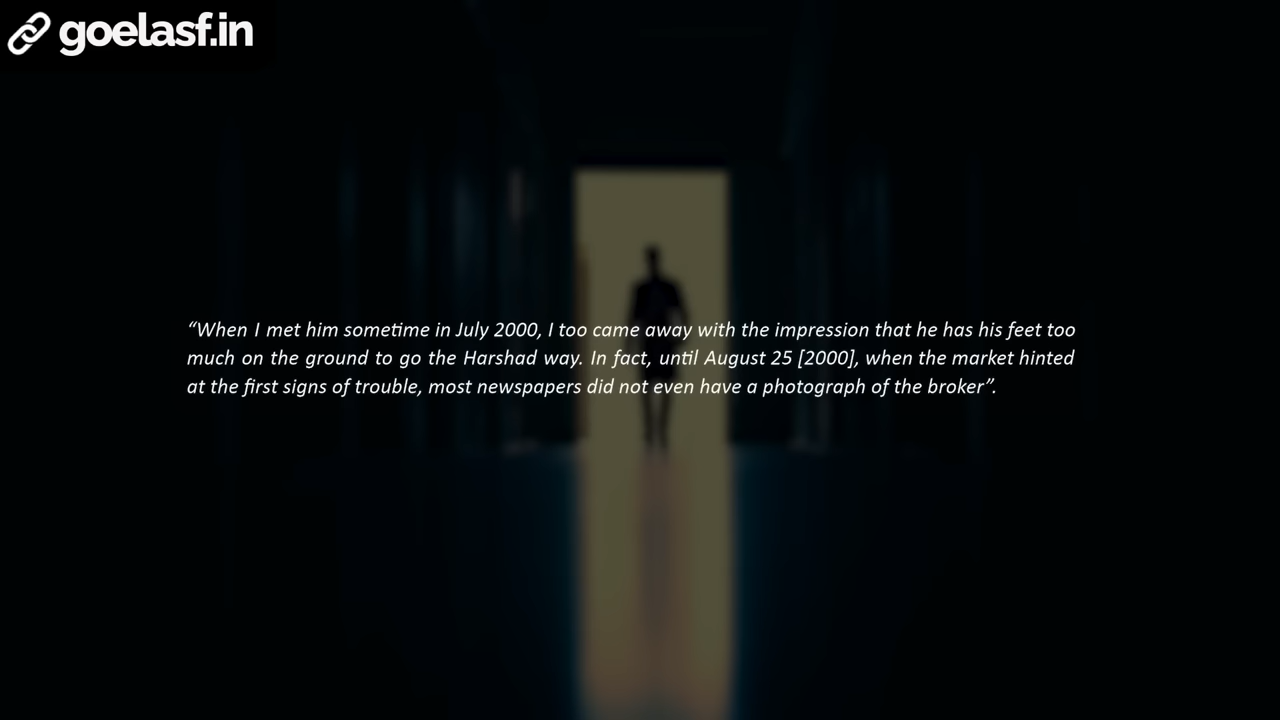 goelasf.in
“When I met him sometime in July 2000, I too came away with the impression that he has his feet too
much on the ground to go the Harshad way. In fact, until August 25 [2000], when the market hinted
at the first signs of trouble, most newspapers did not even have a photograph of the broker”.